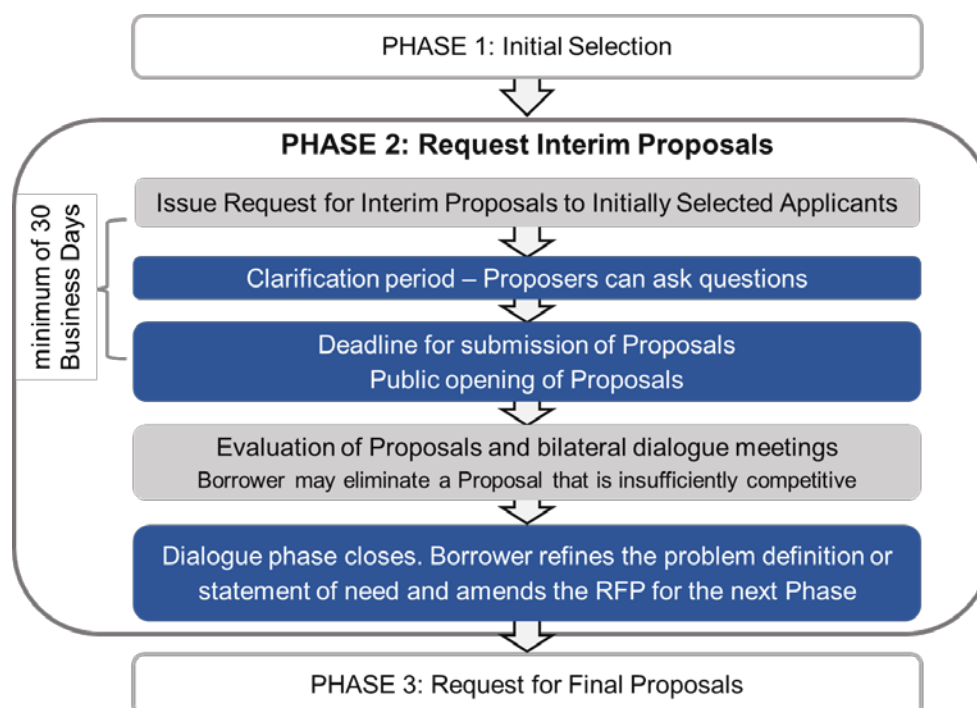 PHASE 1: Initial Selection
PHASE 2: Request Interim Proposals
minimum of 30
Business Days
Issue Request for Interim Proposals to Initially Selected Applicants
Clarification period – Proposers can ask questions
Deadline for submission of Proposals
Public opening of Proposals
Evaluation of Proposals and bilateral dialogue meetings
Borrower may eliminate a Proposal that is insufficiently competitive
Dialogue phase closes. Borrower refines the problem definition or
statement of need and amends the RFP for the next Phase
PHASE 3: Request for Final Proposals